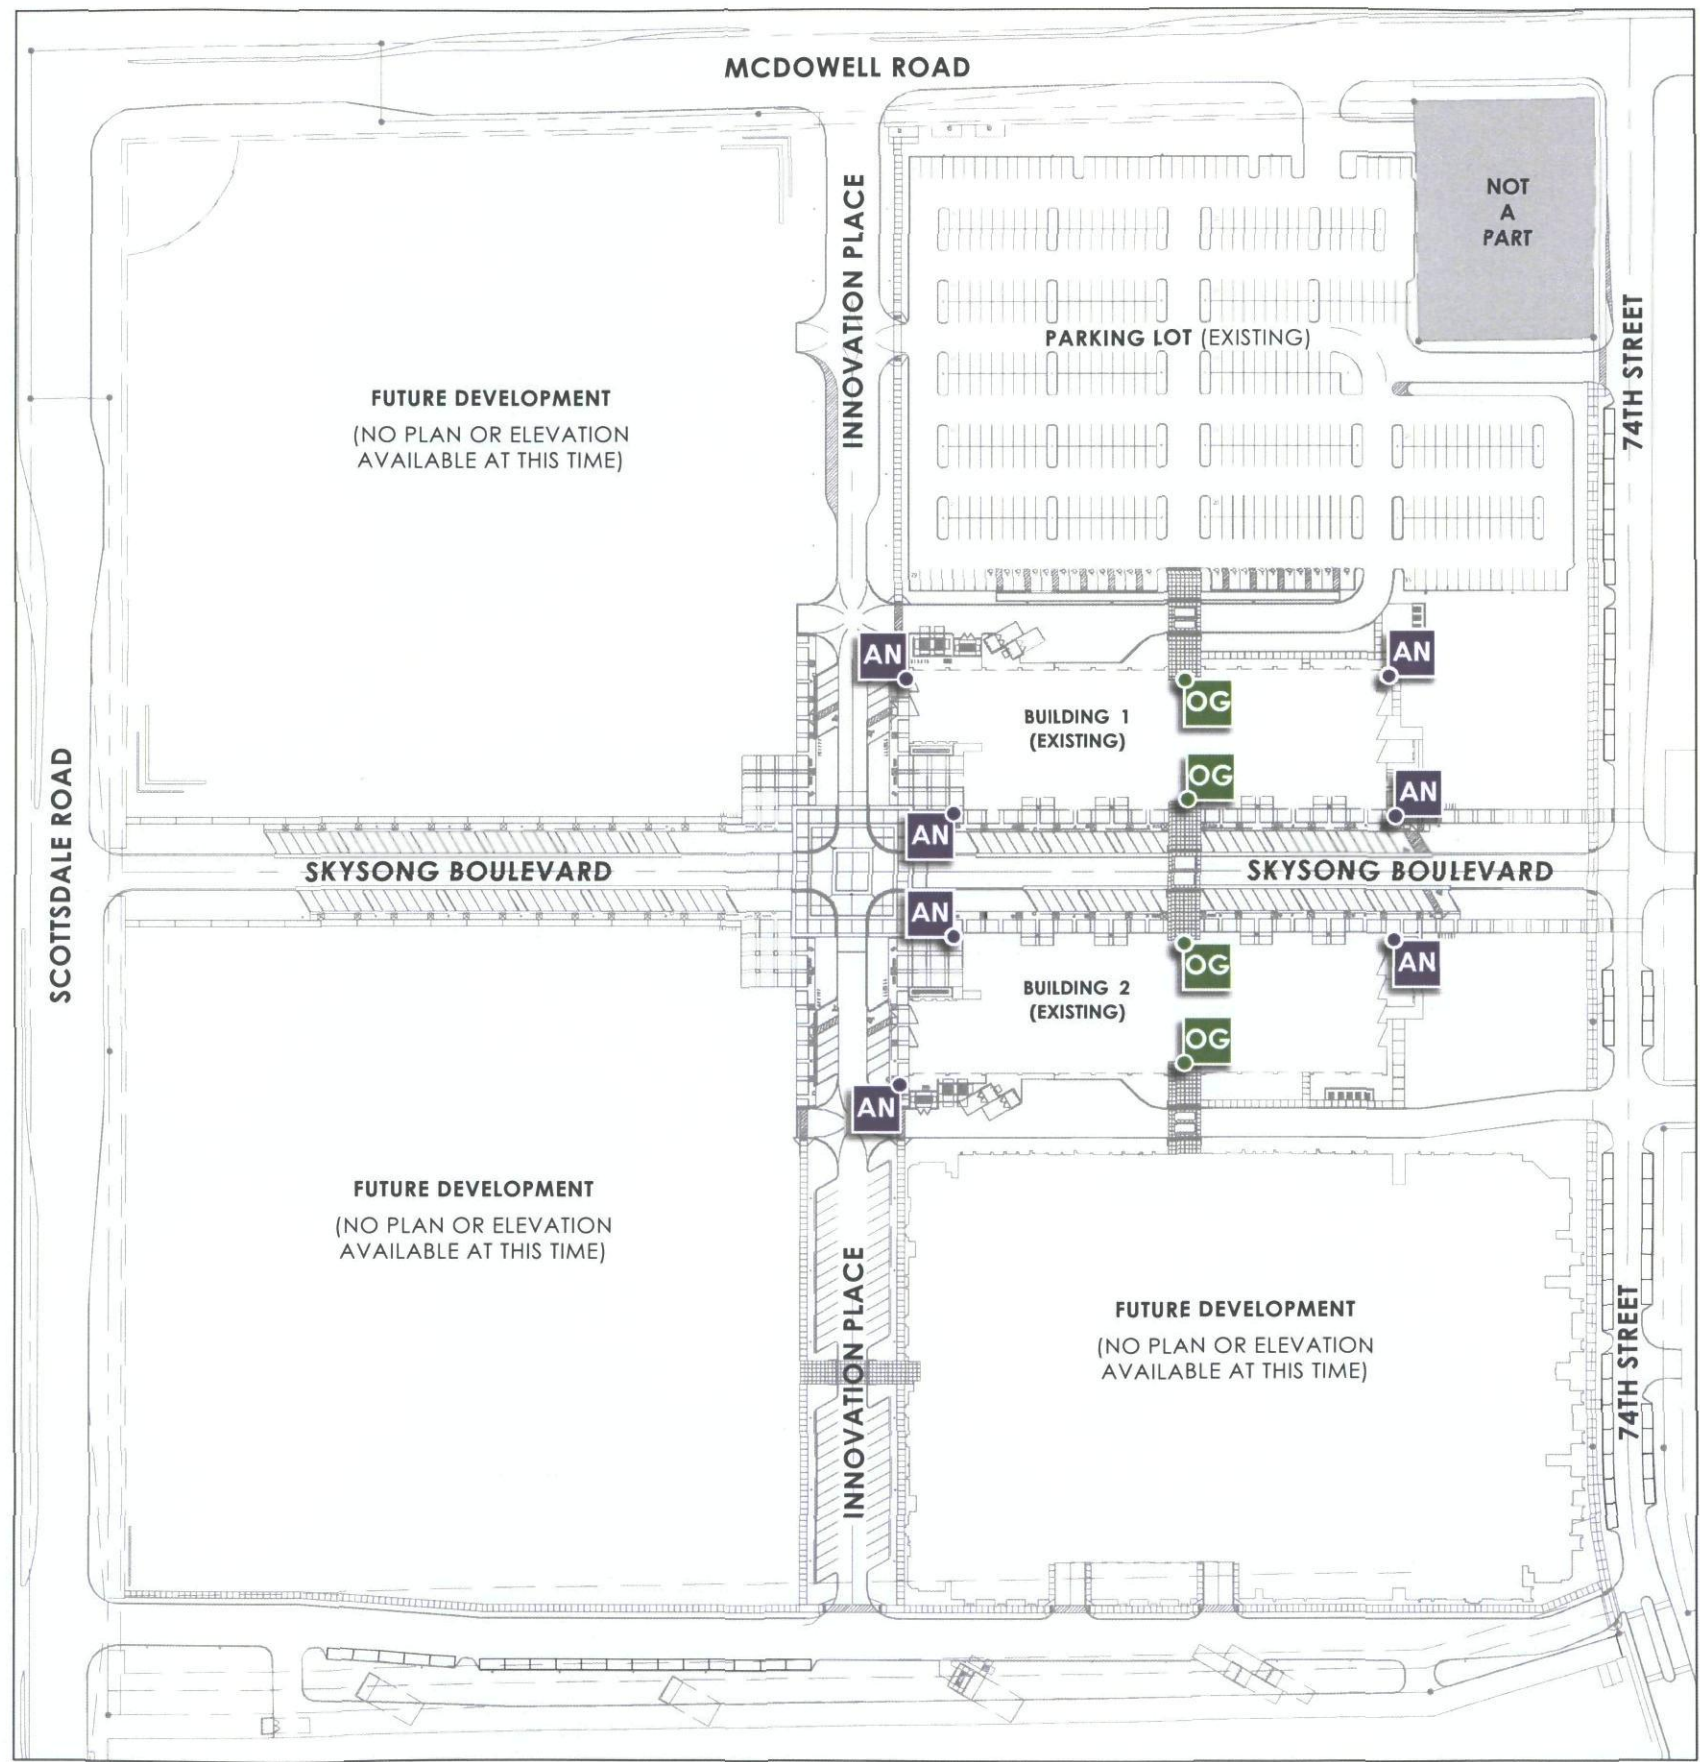 MCDOWELL ROAD
NOT
A
PART
INNOVATION PLACE
PARKING LOT (EXISTING)
74TH STREET
FUTURE DEVELOPMENT
(NO PLAN OR ELEVATION
AVAILABLE AT THIS TIME)
AN
AN
OG
BUILDING 1
(EXISTING)
OG
AN
AN
SCOTTSDALE ROAD
SKYSONG BOULEVARD
SKYSONG BOULEVARD
AN
AN
OG
BUILDING 2
(EXISTING)
OG
AN
FUTURE DEVELOPMENT
(NO PLAN OR ELEVATION
AVAILABLE AT THIS TIME)
INNOVATION PLACE
FUTURE DEVELOPMENT
(NO PLAN OR ELEVATION
AVAILABLE AT THIS TIME)
74TH STREET